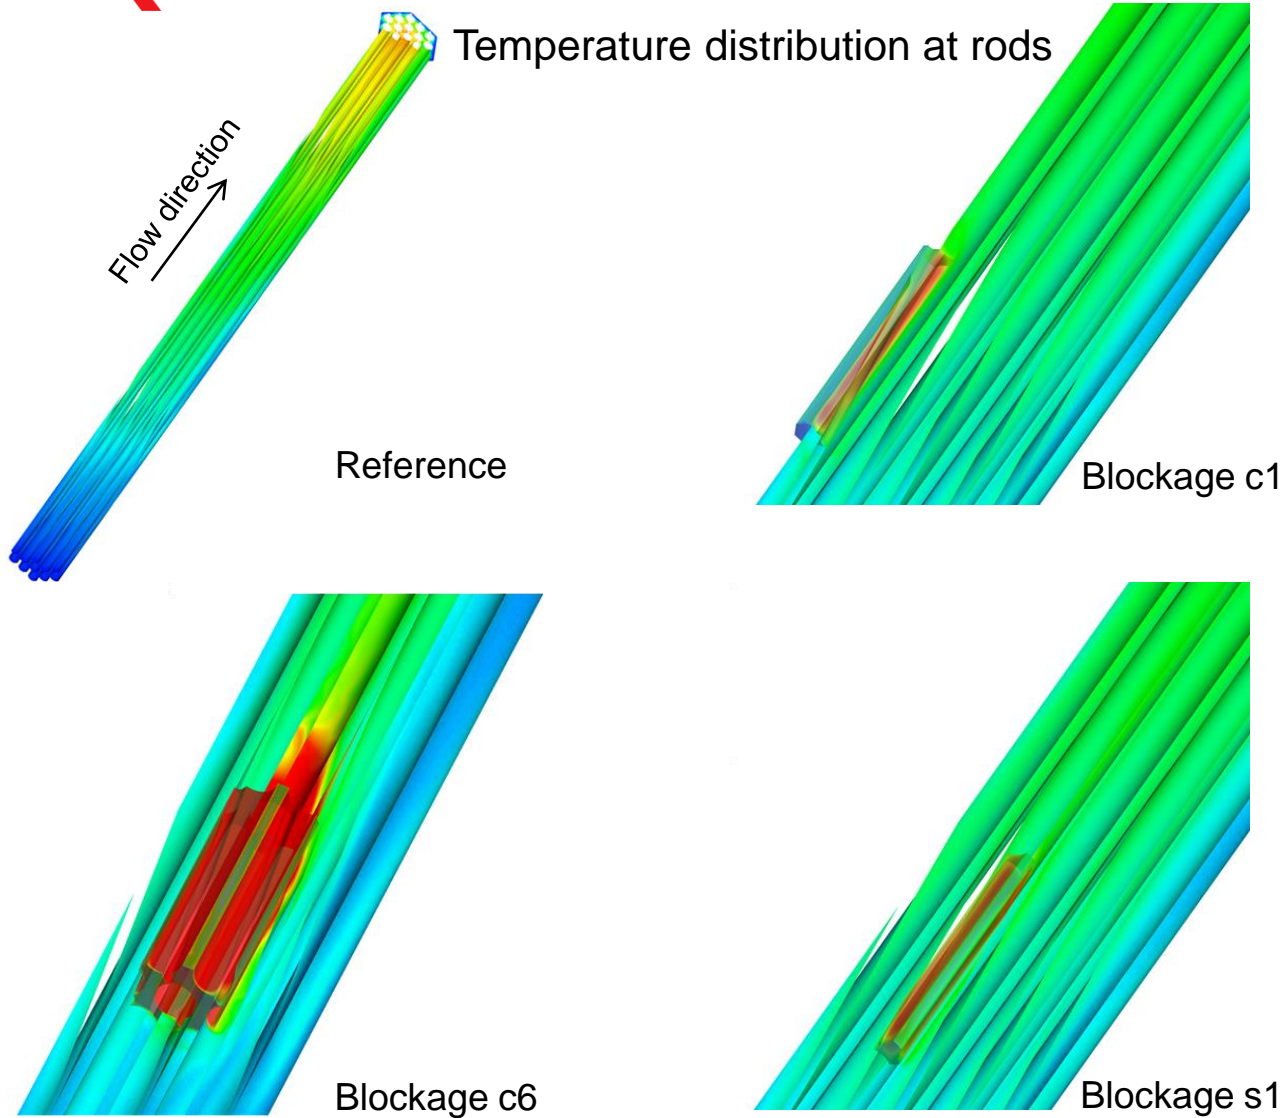 Temperature distribution at rods
Flow direction
Reference
Blockage c1
Blockage c6
Blockage s1